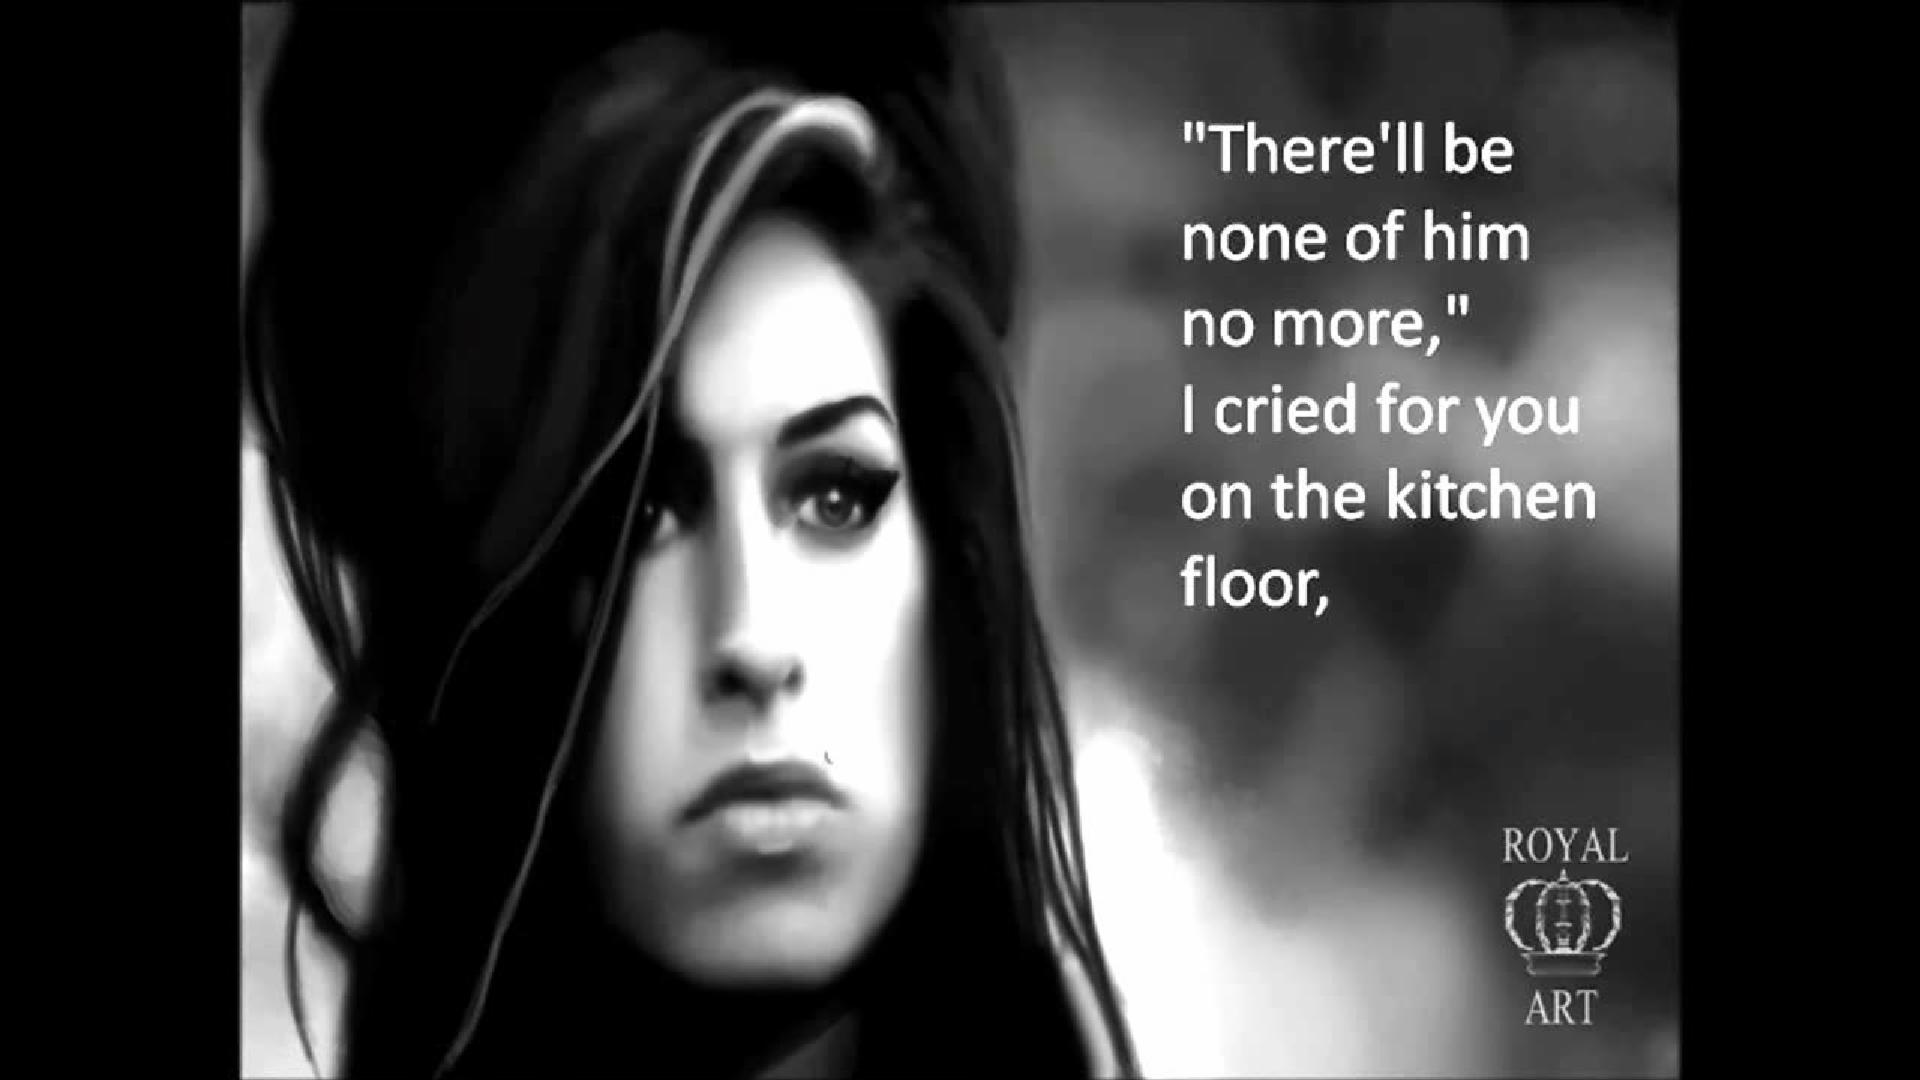 "There'll be
none of him
no more,"
I cried for you
on the kitchen
floor,
ROYAL
ART